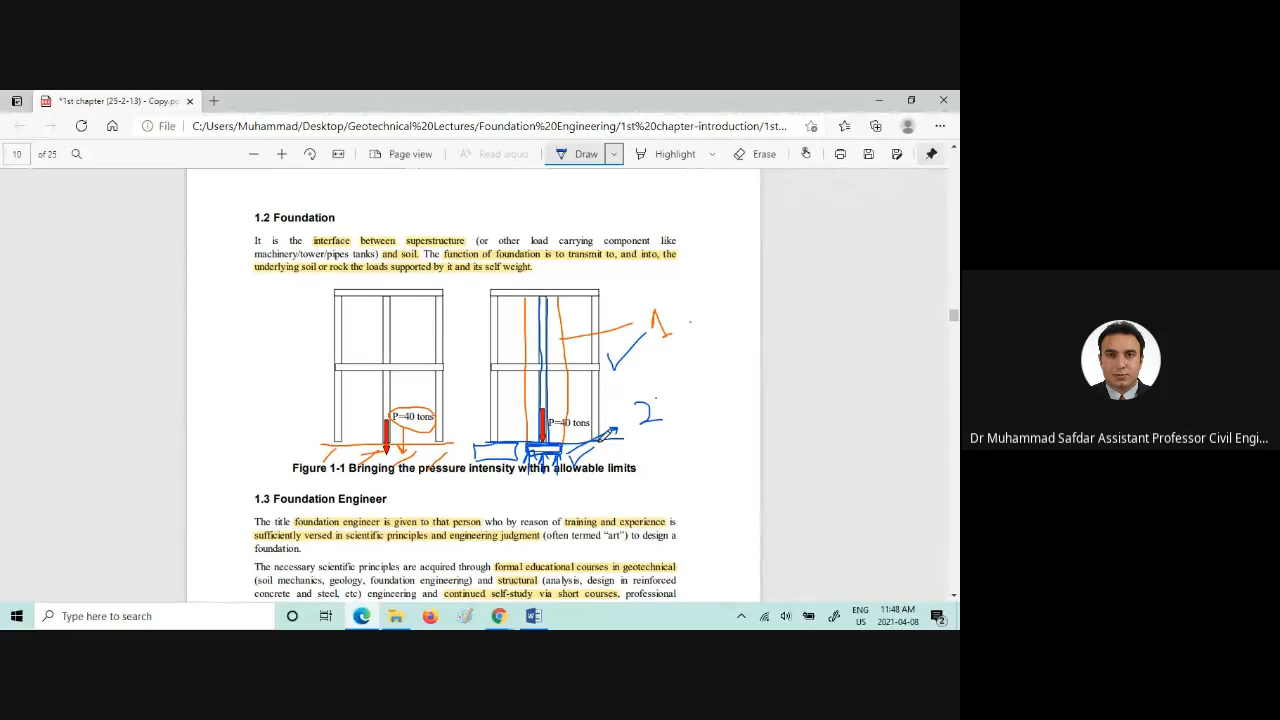 *1st chapter (25-2-13) - Copy.po
File C:/Users/Muhammad/Desktop/Geotechnical%20Lectures/Foundation%20Engineering/1st%20chapter-introduction/1st...
10 of 25 Page view Read aloud Draw Highlight Erase
1.2 Foundation
It is the interface between superstructure (or other load carrying component like
machinery/tower/pipes tanks) and soil. The function of foundation is to transmit to, and into, the
underlying soil or rock the loads supported by it and its self weight.
1
2
P=40 tons
P=40 tons
Figure 1-1 Bringing the pressure intensity within allowable limits
1.3 Foundation Engineer
The title foundation engineer is given to that person who by reason of training and experience is
sufficiently versed in scientific principles and engineering judgment (often termed “art”) to design a
foundation.
The necessary scientific principles are acquired through formal educational courses in geotechnical
(soil mechanics, geology, foundation engineering) and structural (analysis, design in reinforced
concrete and steel, etc) engineering and continued self-study via short courses, professional
Type here to search
ENG
US
11:48 AM
2021-04-08
2
Dr Muhammad Safdar Assistant Professor Civil Engi...